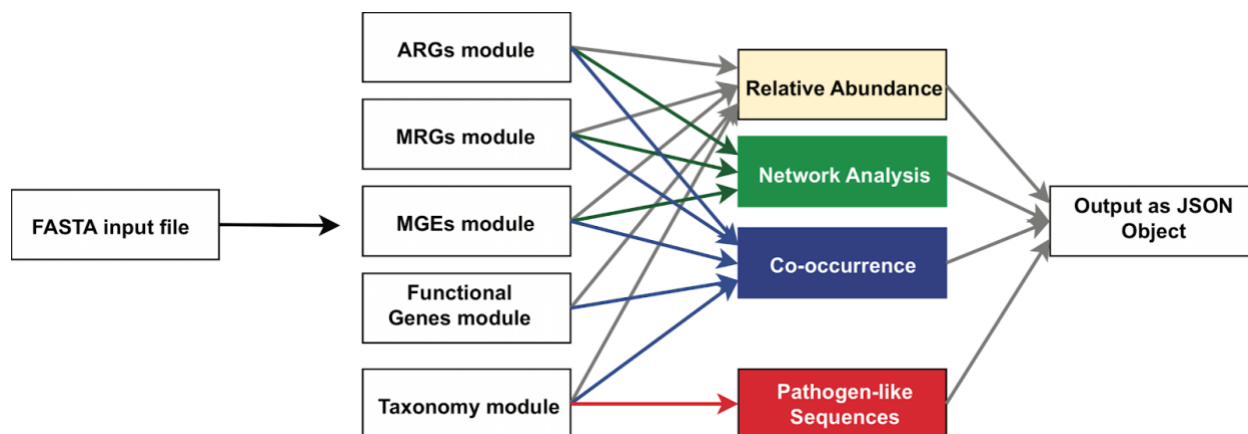 FASTA input file
ARGs module
MRGs module
MGEs module
Functional
Genes module
Taxonomy module
Relative Abundance
Network Analysis
Co-occurrence
Pathogen-like
Sequences
Output as JSON
Object